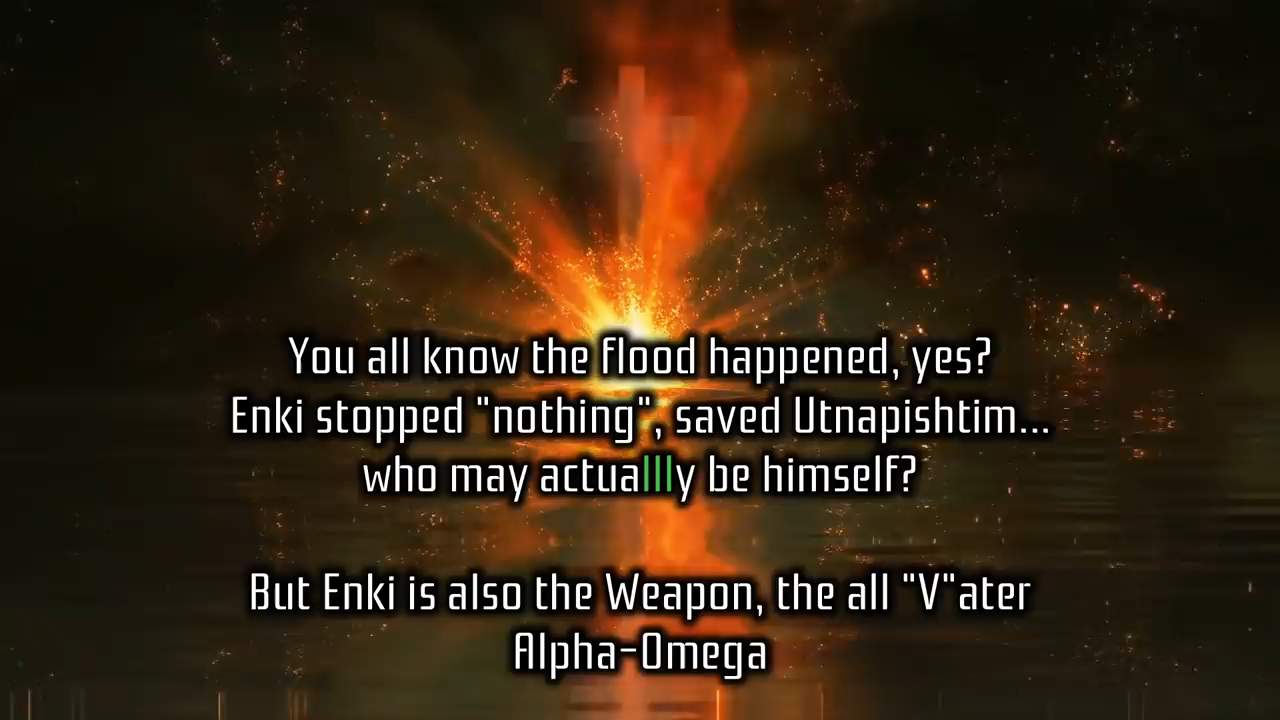 You all know the flood happened, yes?
Enki stopped "nothing", saved Utnapishtim...
who may actuallly be himself?
But Enki is also the Weapon, the all "V"ater
Alpha-Omega